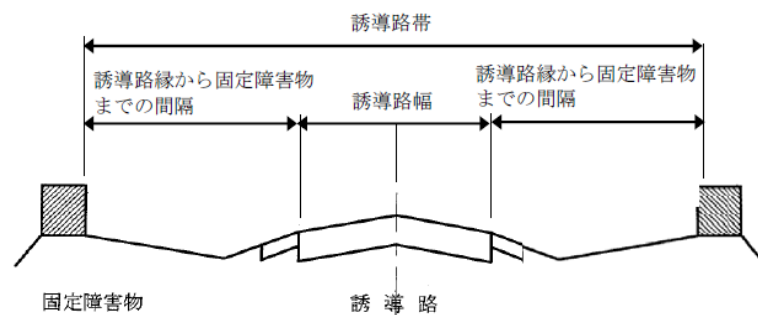 誘導路帯
誘導路縁から固定障害物
までの間隔
誘導路幅
誘導路縁から固定障害物
までの間隔
固定障害物
誘導路